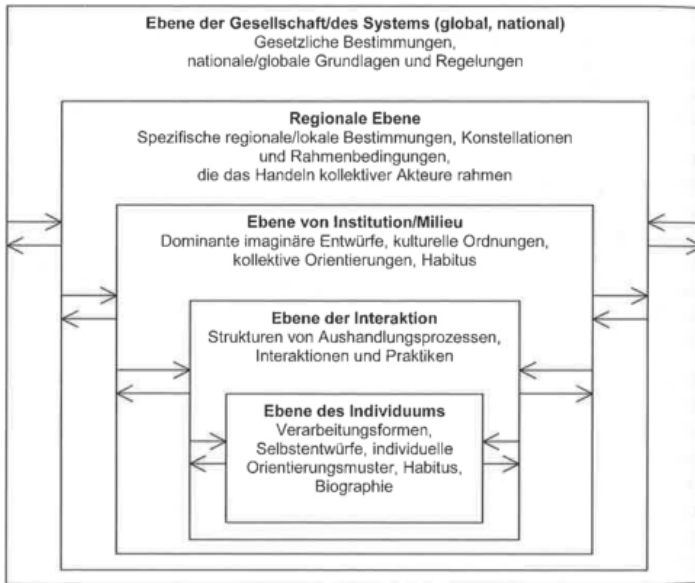 Ebene der Gesellschaft/des Systems (global, national)
Gesetzliche Bestimmungen,
nationale/globale Grundlagen und Regelungen
Regionale Ebene
Spezifische regionale/lokale Bestimmungen, Konstellationen
und Rahmenbedingungen,
die das Handeln kollektiver Akteure rahmen
Ebene von Institution/Milieu
Dominante imaginäre Entwürfe, kulturelle Ordnungen,
kollektive Orientierungen, Habitus
Ebene der Interaktion
Strukturen von Aushandlungsprozessen,
Interaktionen und Praktiken
Ebene des Individuums
Verarbeitungsformen,
Selbstentwürfe, individuelle
Orientierungsmuster, Habitus,
Biographie